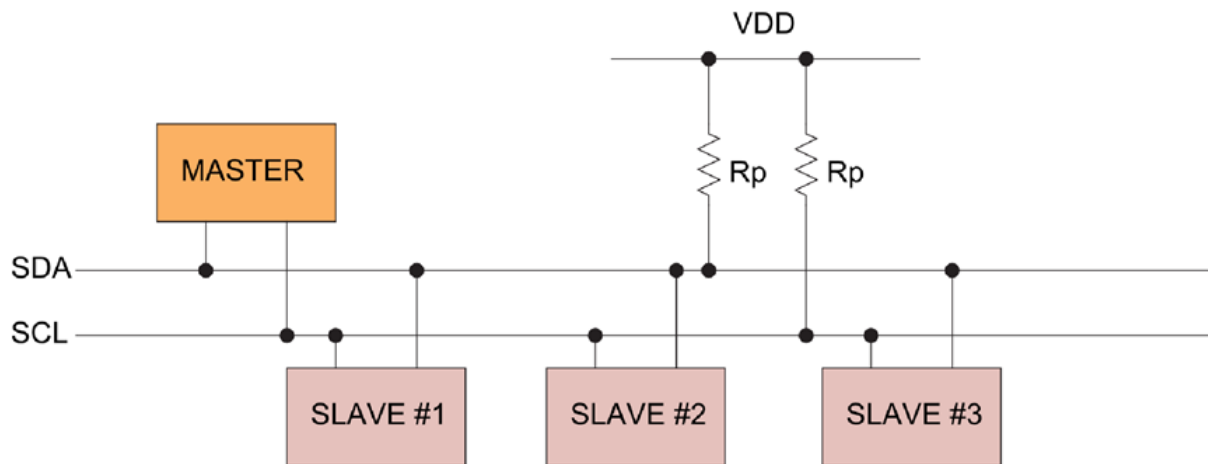 VDD
MASTER
Rp
Rp
SDA
SCL
SLAVE #1
SLAVE #2
SLAVE #3